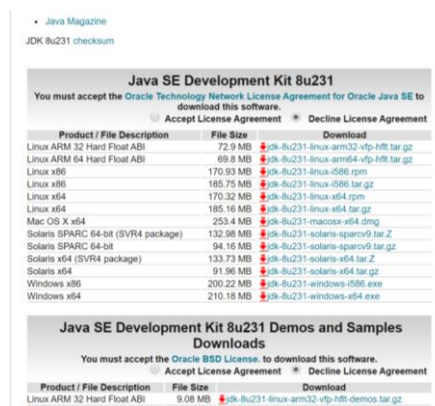 Java Magazine
JDK 8u231 checksum
Java SE Development Kit 8u231
You must accept the Oracle Technology Network License Agreement for Oracle Java SE to
download this software.
Accept License Agreement Decline License Agreement
Product / File Description File Size Download
Linux ARM 32 Hard Float ABI 72.9 MB jdk-8u231-linux-arm32-vfp-hflt.tar.gz
Linux ARM 64 Hard Float ABI 69.8 MB jdk-8u231-linux-arm64-vfp-hflt.tar.gz
Linux x86 170.93 MB jdk-8u231-linux-i586.rpm
Linux x86 185.75 MB jdk-8u231-linux-i586.tar.gz
Linux x64 170.32 MB jdk-8u231-linux-x64.rpm
Linux x64 185.16 MB jdk-8u231-linux-x64.tar.gz
Mac OS X x64 253.4 MB jdk-8u231-macosx-x64.dmg
Solaris SPARC 64-bit (SVR4 package) 132.98 MB jdk-8u231-solaris-sparcv9.tar.Z
Solaris SPARC 64-bit 94.16 MB jdk-8u231-solaris-sparcv9.tar.gz
Solaris x64 (SVR4 package) 133.73 MB jdk-8u231-solaris-x64.tar.Z
Solaris x64 91.96 MB jdk-8u231-solaris-x64.tar.gz
Windows x86 200.22 MB jdk-8u231-windows-i586.exe
Windows x64 210.18 MB jdk-8u231-windows-x64.exe
Java SE Development Kit 8u231 Demos and Samples
Downloads
You must accept the Oracle BSD License. to download this software.
Accept License Agreement Decline License Agreement
Product / File Description File Size Download
Linux ARM 32 Hard Float ABI 9.08 MB jdk-8u231-linux-arm32-vfp-hflt-demos.tar.gz